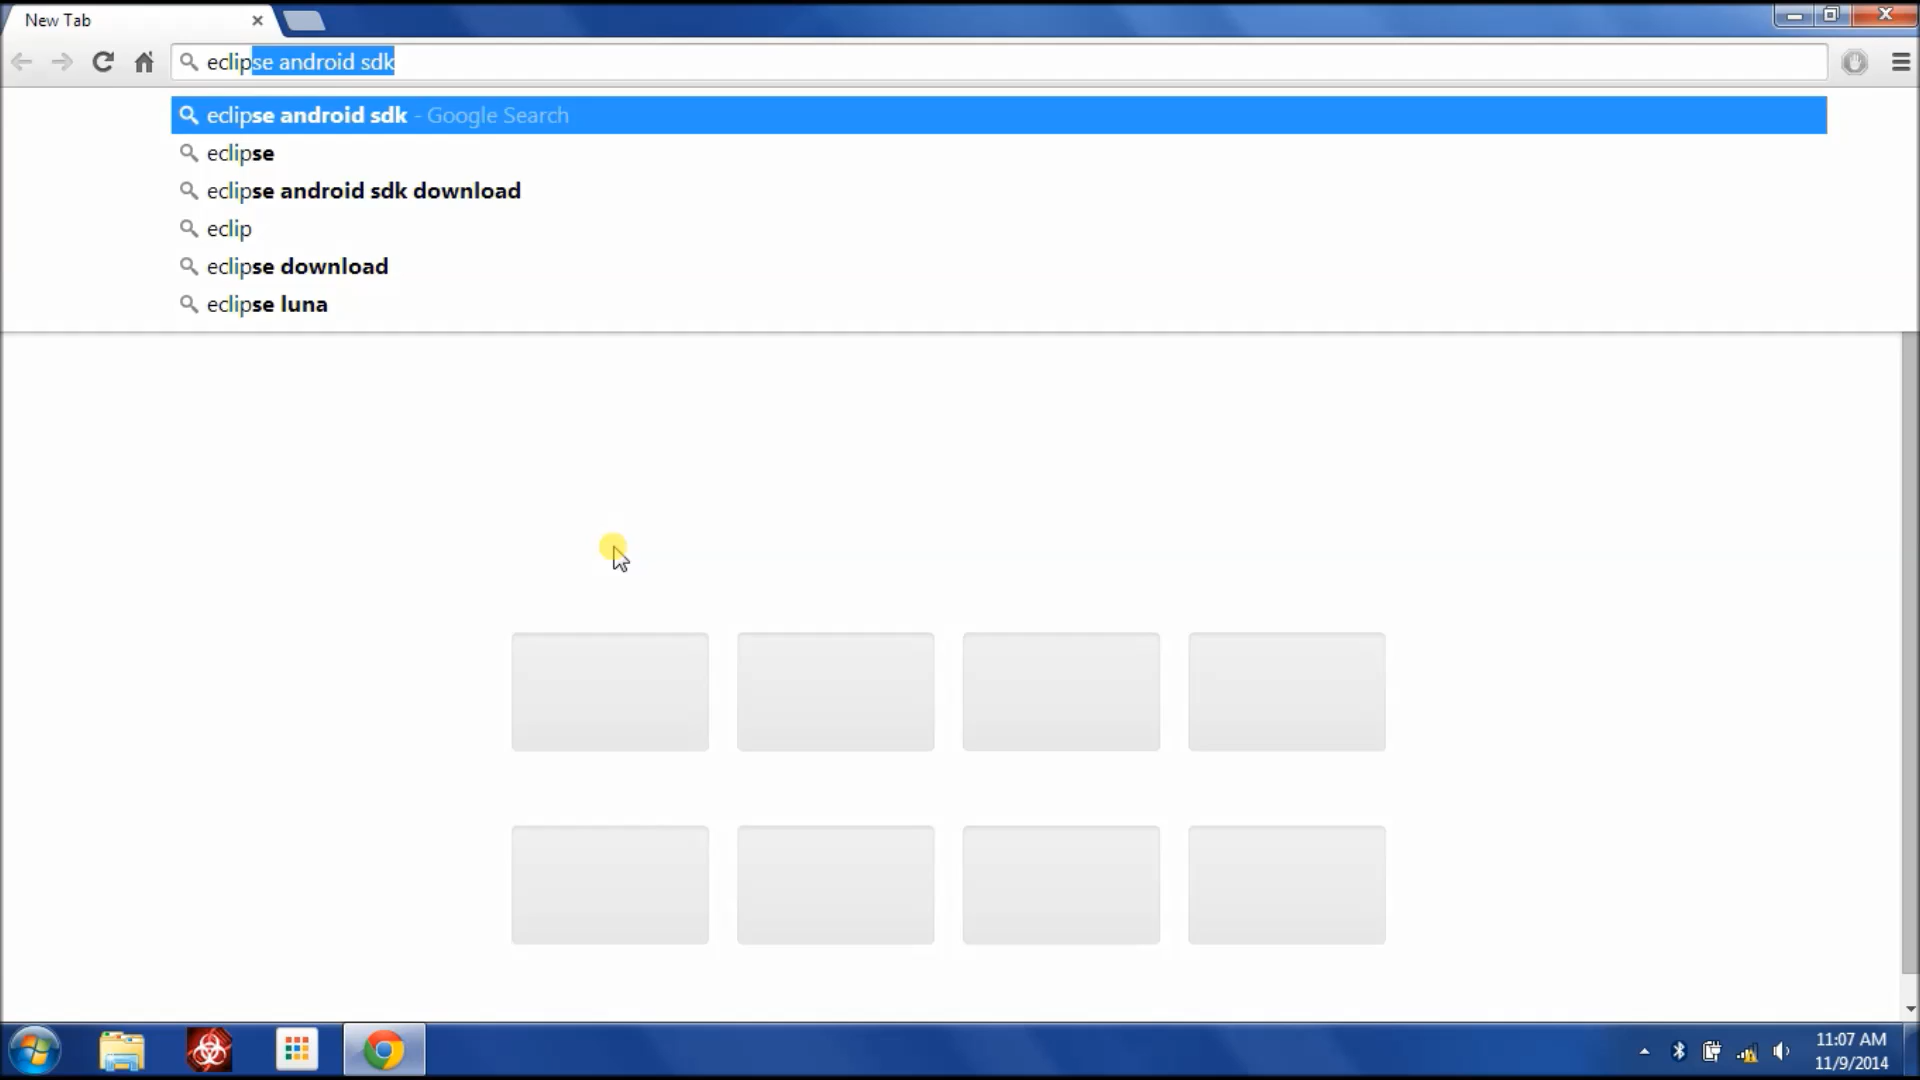 New Tab
eclipse android sdk
eclipse android sdk - Google Search
eclipse
eclipse android sdk download
eclip
eclipse download
eclipse luna
11:07 AM
11/9/2014